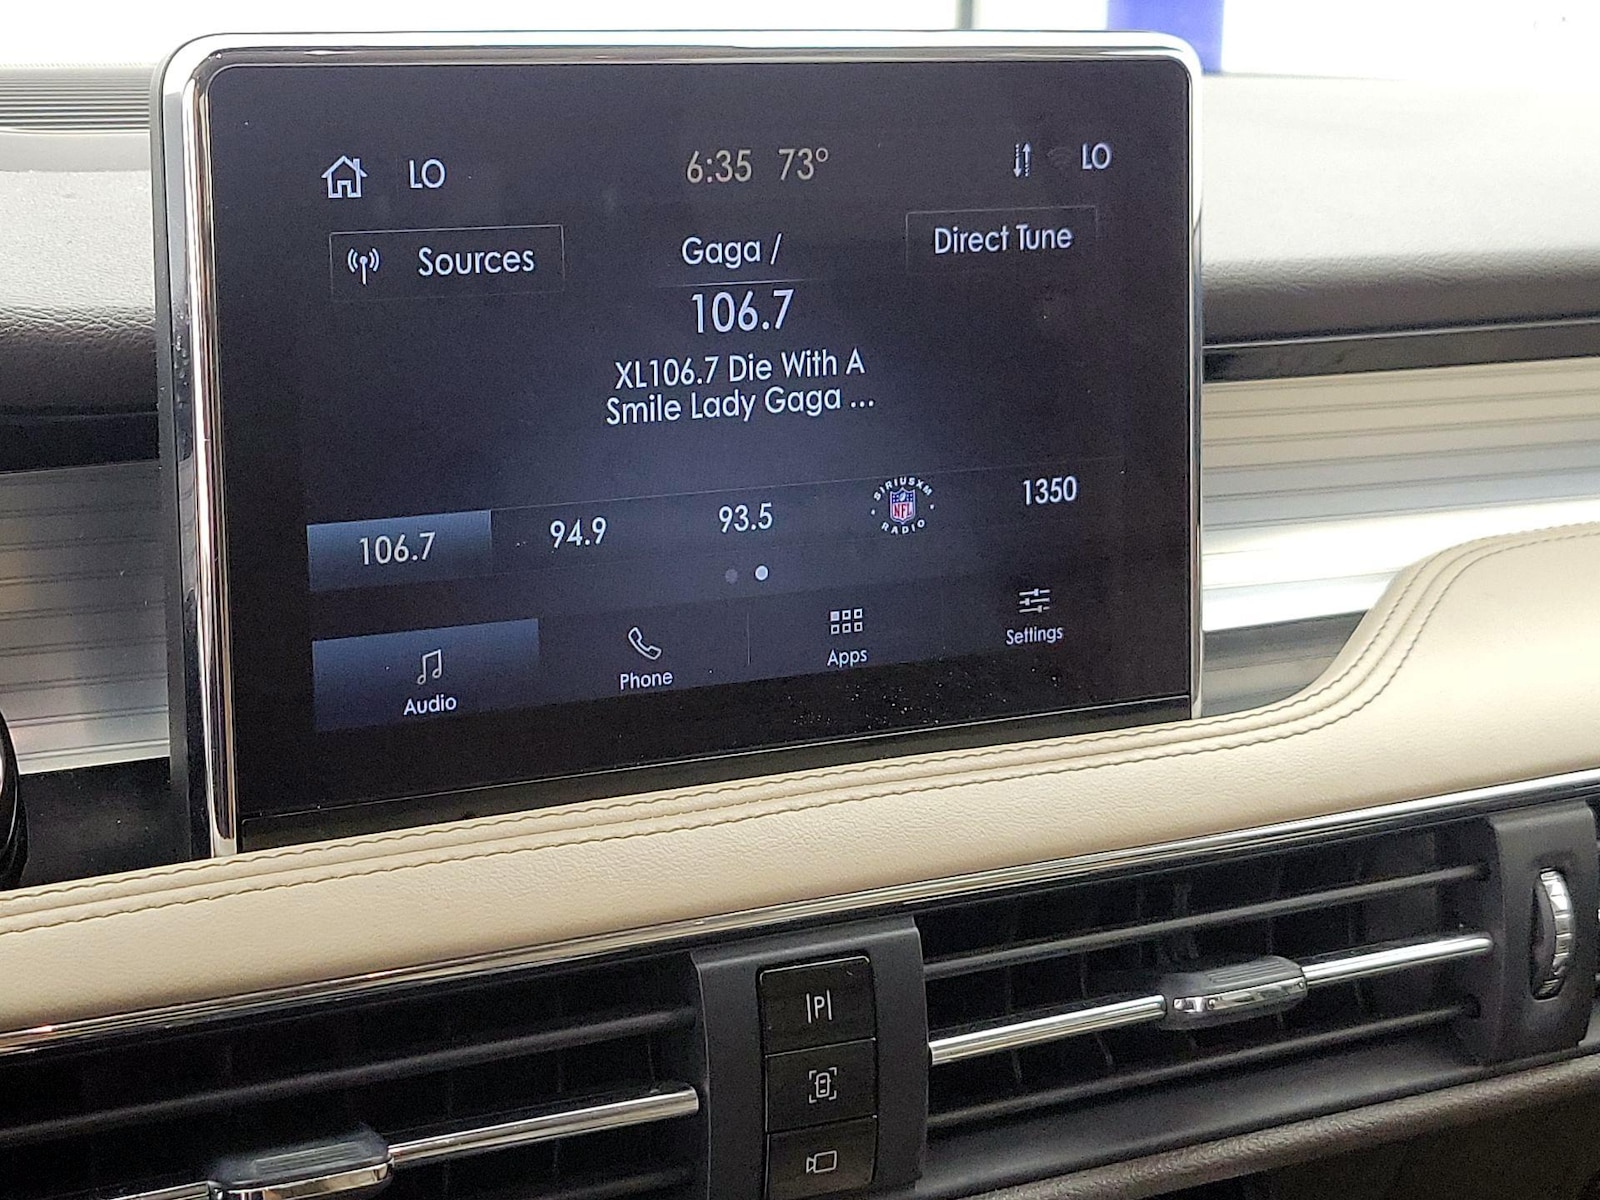 LO 6:35 73° LO
Sources Gaga / Direct Tune
106.7
XL106.7 Die With A
Smile Lady Gaga ...
106.7 94.9 93.5 SIRIUSXM NFL RADIO 1350
Audio Phone Apps Settings
P